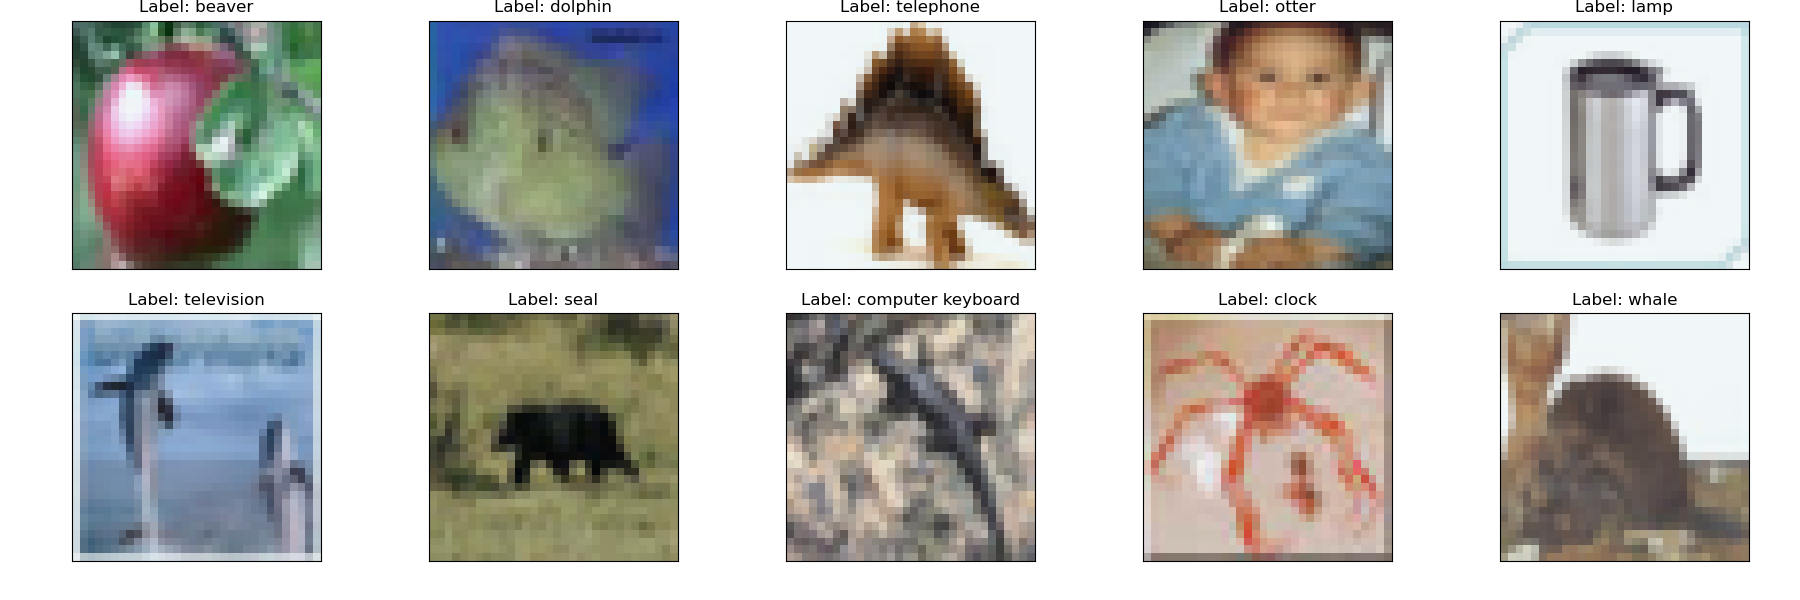 Label: beaver
Label: dolphin
Label: telephone
Label: otter
Label: lamp
Label: television
Label: seal
Label: computer keyboard
Label: clock
Label: whale